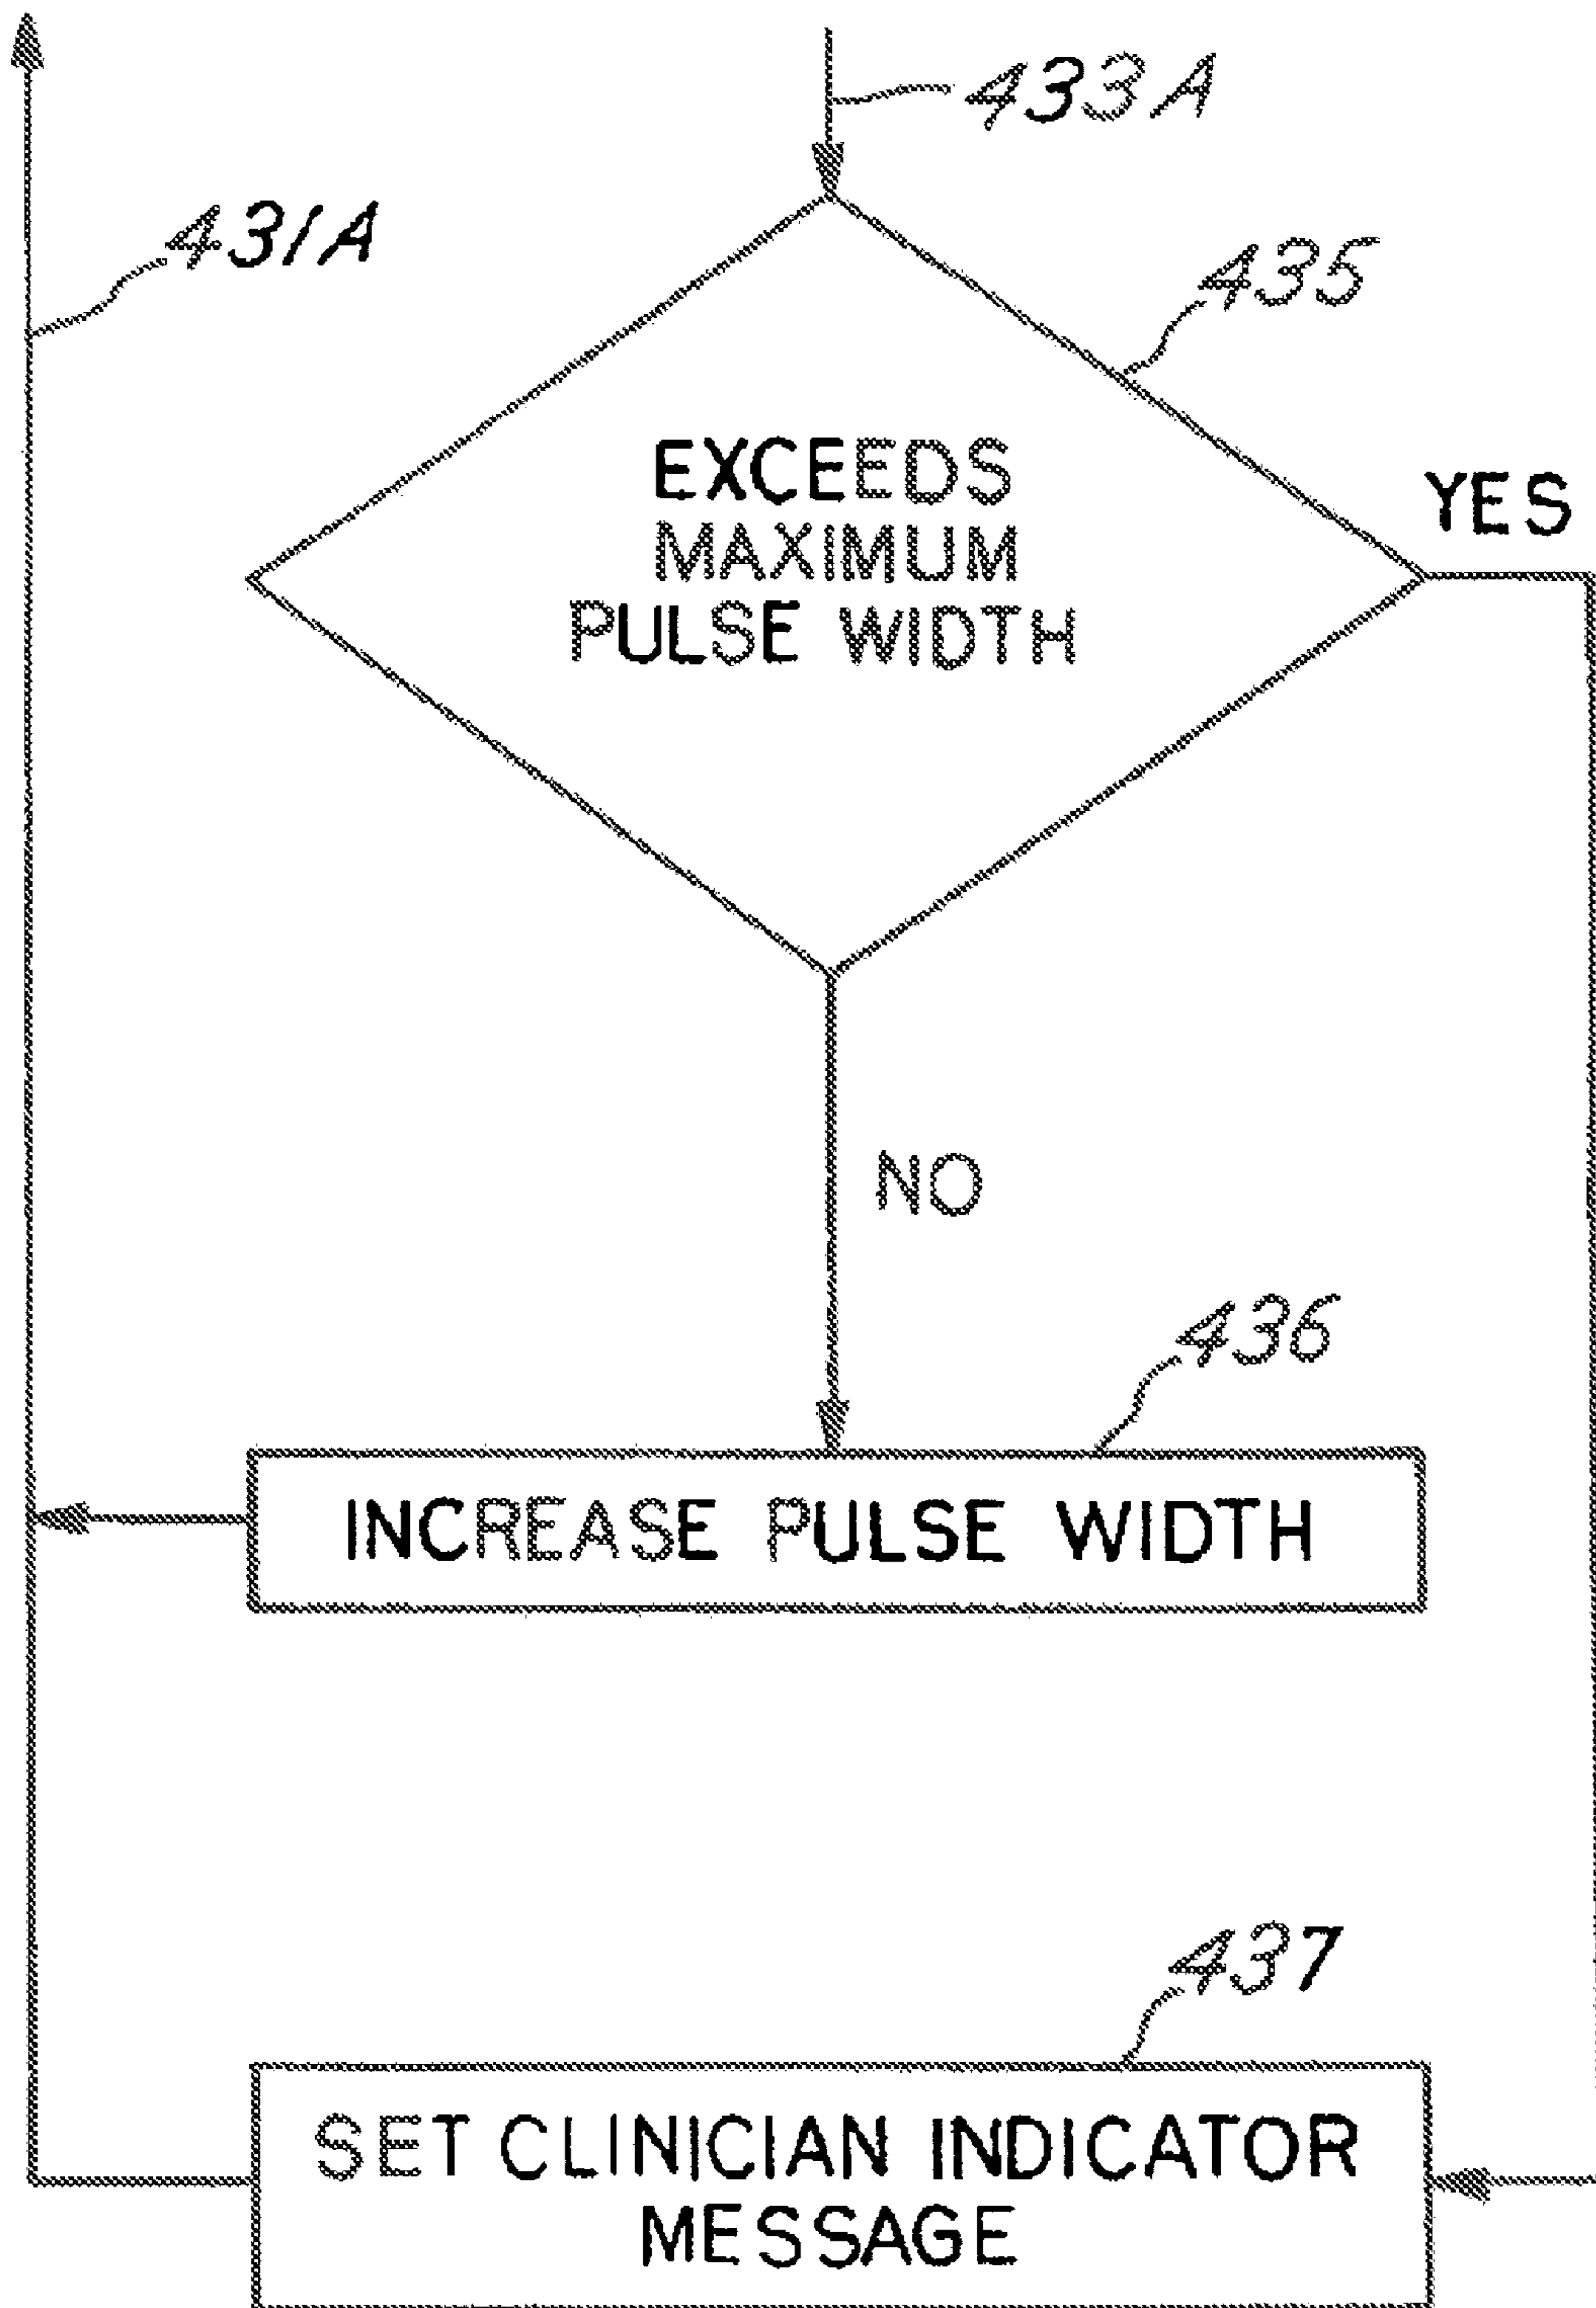 433A
431A
435
EXCEEDS
MAXIMUM
PULSE WIDTH
YES
NO
436
INCREASE PULSE WIDTH
437
SET CLINICIAN INDICATOR
MESSAGE